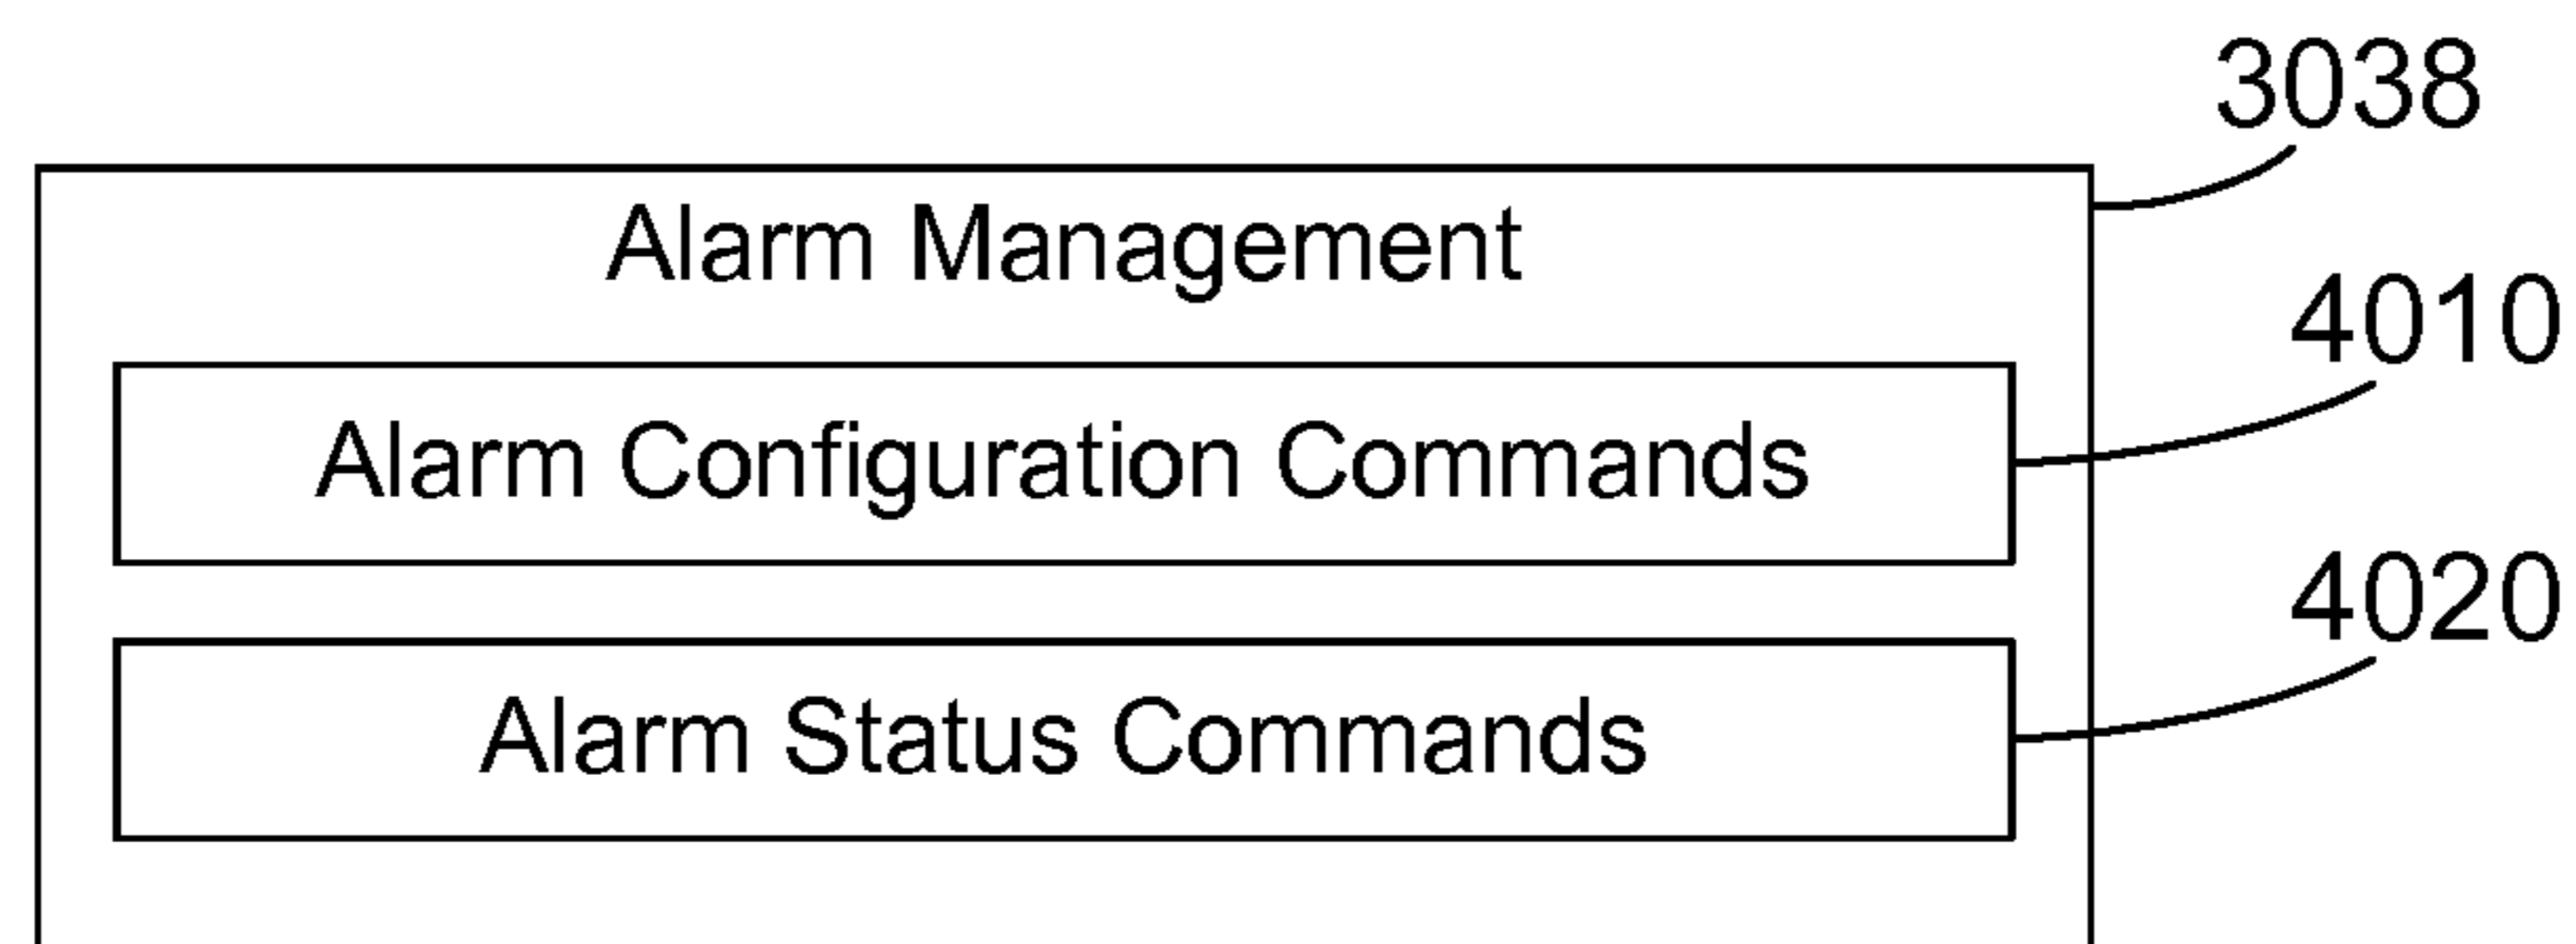 3038
Alarm Management
4010
Alarm Configuration Commands
4020
Alarm Status Commands